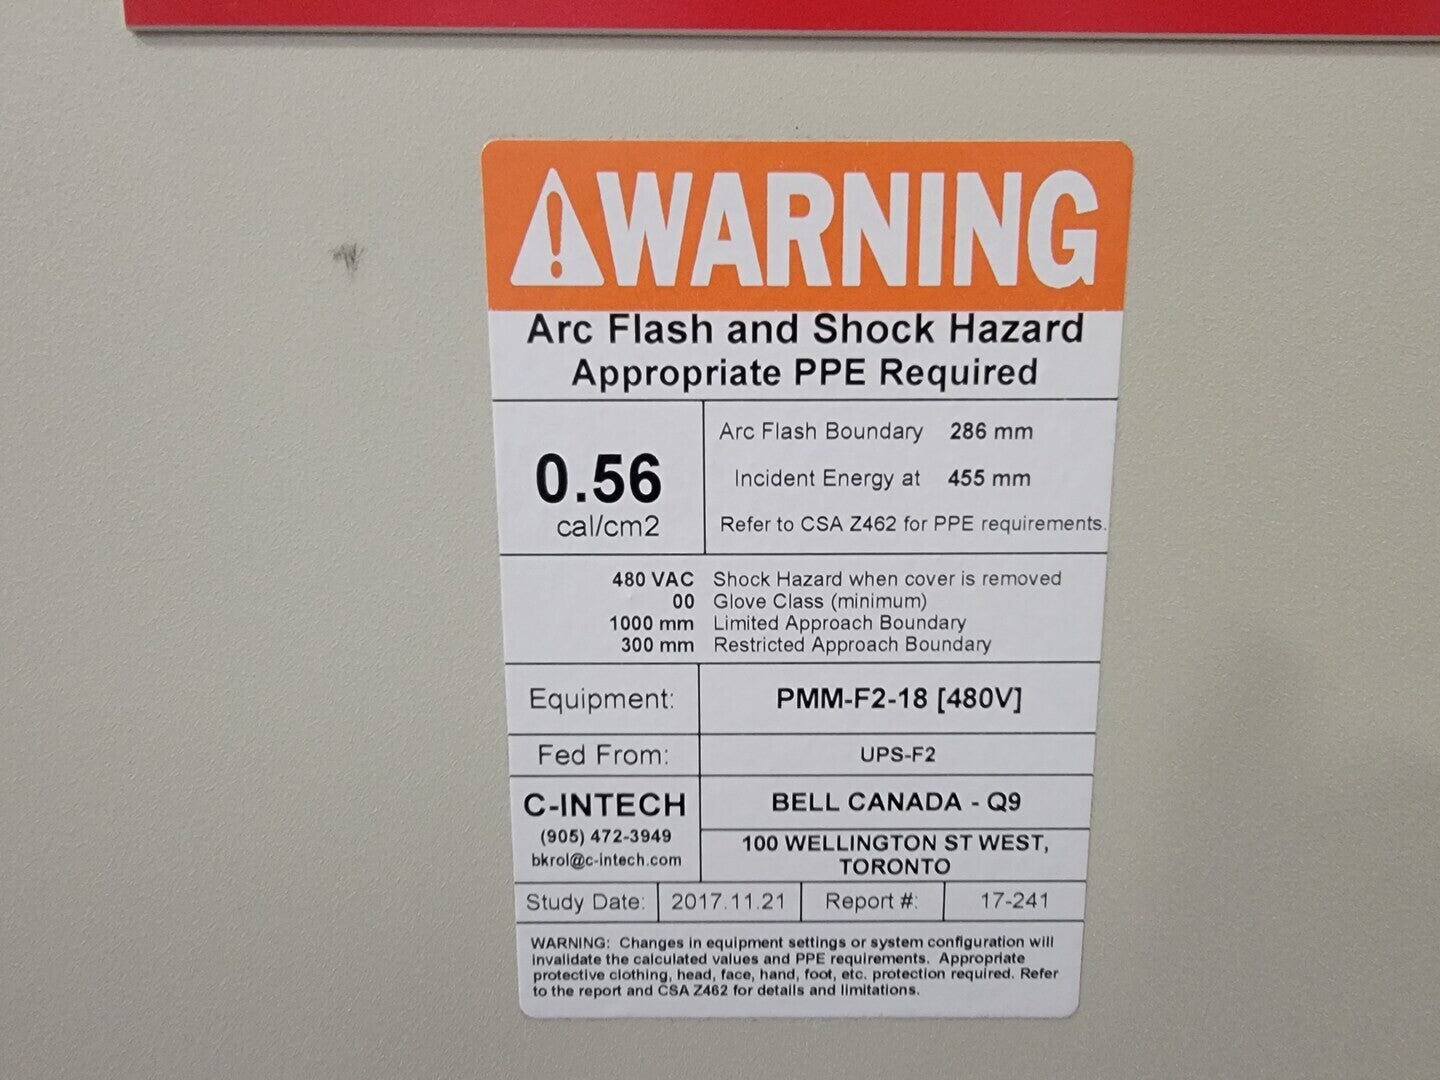 WARNING
Arc Flash and Shock Hazard
Appropriate PPE Required
0.56
cal/cm2
Arc Flash Boundary 286 mm
Incident Energy at 455 mm
Refer to CSA Z462 for PPE requirements.
480 VAC Shock Hazard when cover is removed
00 Glove Class (minimum)
1000 mm Limited Approach Boundary
300 mm Restricted Approach Boundary
Equipment: PMM-F2-18 [480V]
Fed From: UPS-F2
C-INTECH
(905) 472-3949
bkrol@c-intech.com
BELL CANADA - Q9
100 WELLINGTON ST WEST,
TORONTO
Study Date: 2017.11.21 Report #: 17-241
WARNING: Changes in equipment settings or system configuration will
invalidate the calculated values and PPE requirements. Appropriate
protective clothing, head, face, hand, foot, etc. protection required. Refer
to the report and CSA Z462 for details and limitations.